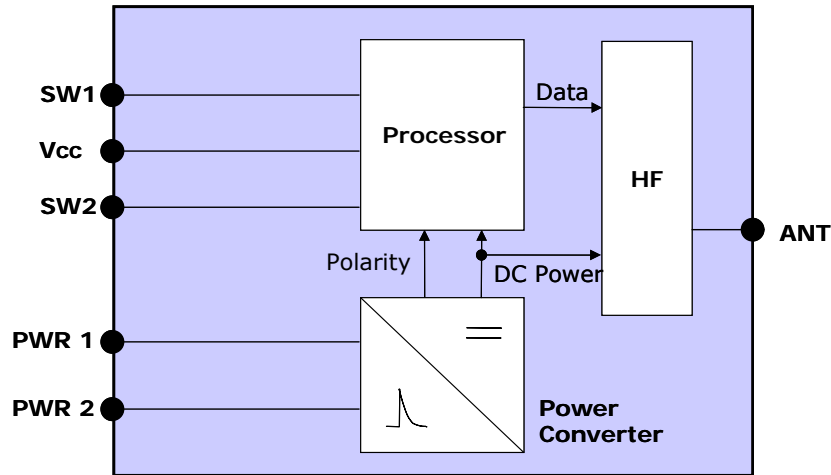 SW1
Vcc
SW2
PWR 1
PWR 2
Processor
Data
HF
ANT
Polarity
DC Power
Power
Converter